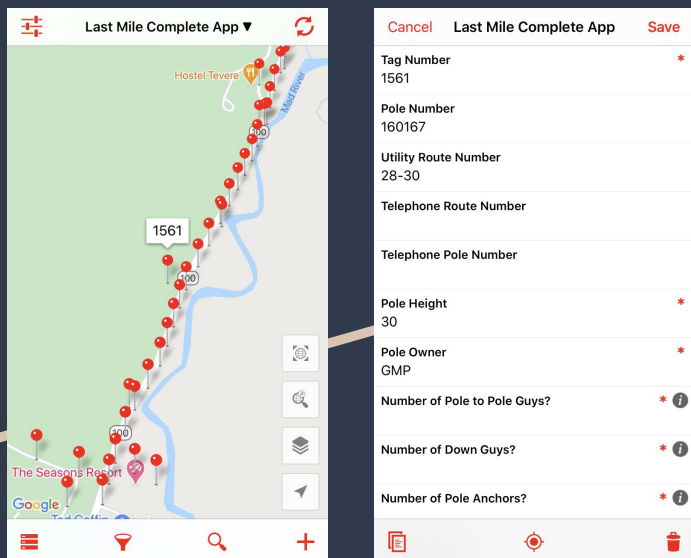 Last Mile Complete App ▼
Hostel Tevere
Mad River
100
1561
100
100
The Seasons Resort
Google
Cancel Last Mile Complete App Save
Tag Number *
1561
Pole Number
160167
Utility Route Number
28-30
Telephone Route Number
Telephone Pole Number
Pole Height *
30
Pole Owner *
GMP
Number of Pole to Pole Guys? *
Number of Down Guys? *
Number of Pole Anchors? *